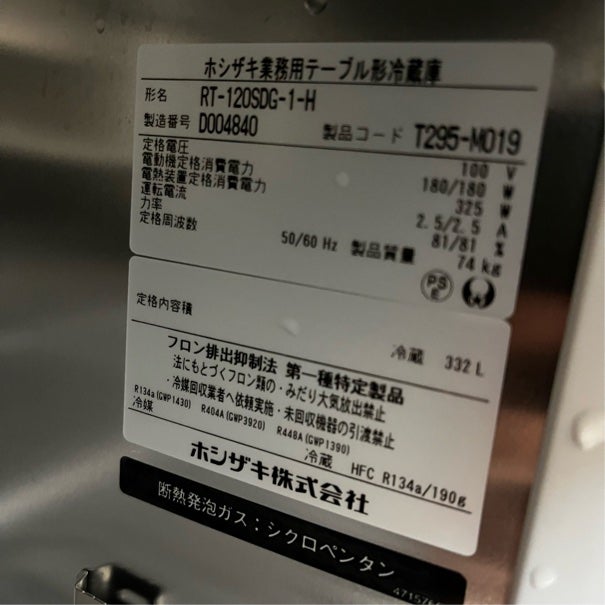 ホシザキ業務用テーブル形冷蔵庫
形名 RT-120SDG-1-H
製造番号 D004840 製品コード T295-M019
定格電圧 100 V
電動機定格消費電力 180/180 W
電熱装置定格消費電力 325 W
運転電流 2.5/2.5 A
力率 81/81 %
定格周波数 50/60 Hz 製品質量 74 kg
PS
E
定格内容積 冷蔵 332 L
フロン排出抑制法 第一種特定製品
法にもとづくフロン類の・みだり大気放出禁止
・冷媒回収業者へ依頼実施・未回収機器の引渡禁止
R134a(GWP1430) R404A(GWP3920) R448A(GWP1390)
冷媒 冷蔵 HFC R134a/190g
ホシザキ株式会社
断熱発泡ガス:シクロペンタン